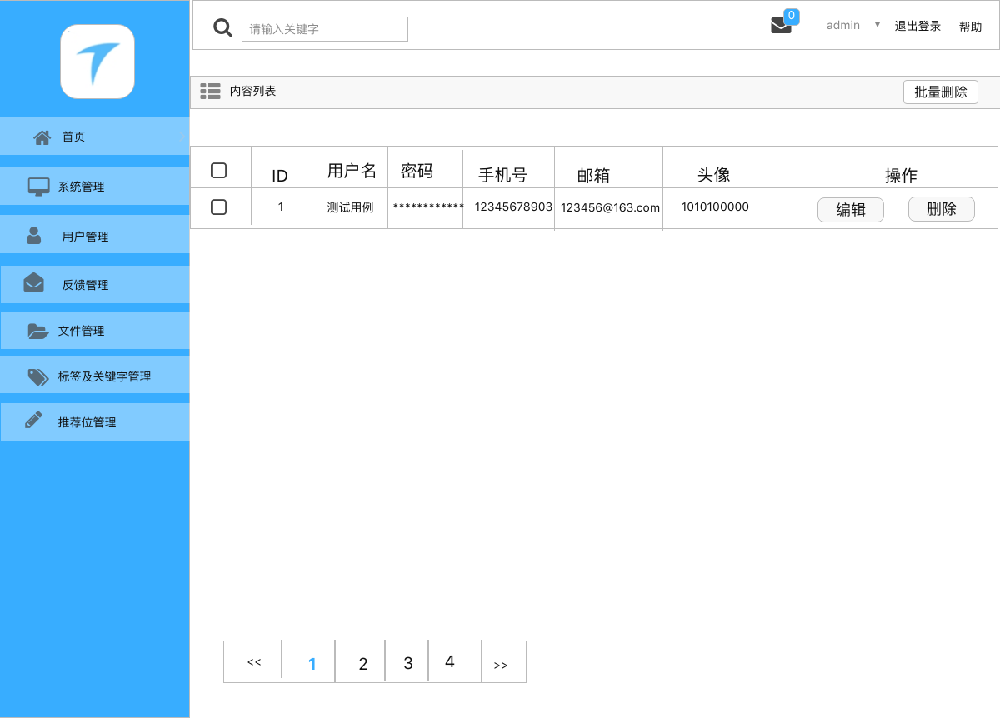 请输入关键字
0
admin ▼ 退出登录 帮助
内容列表 批量删除
首页
系统管理
用户管理
反馈管理
文件管理
标签及关键字管理
推荐位管理
ID 用户名 密码 手机号 邮箱 头像 操作
1 测试用例 ************ 12345678903 123456@163.com 1010100000 编辑 删除
<< 1 2 3 4 >>